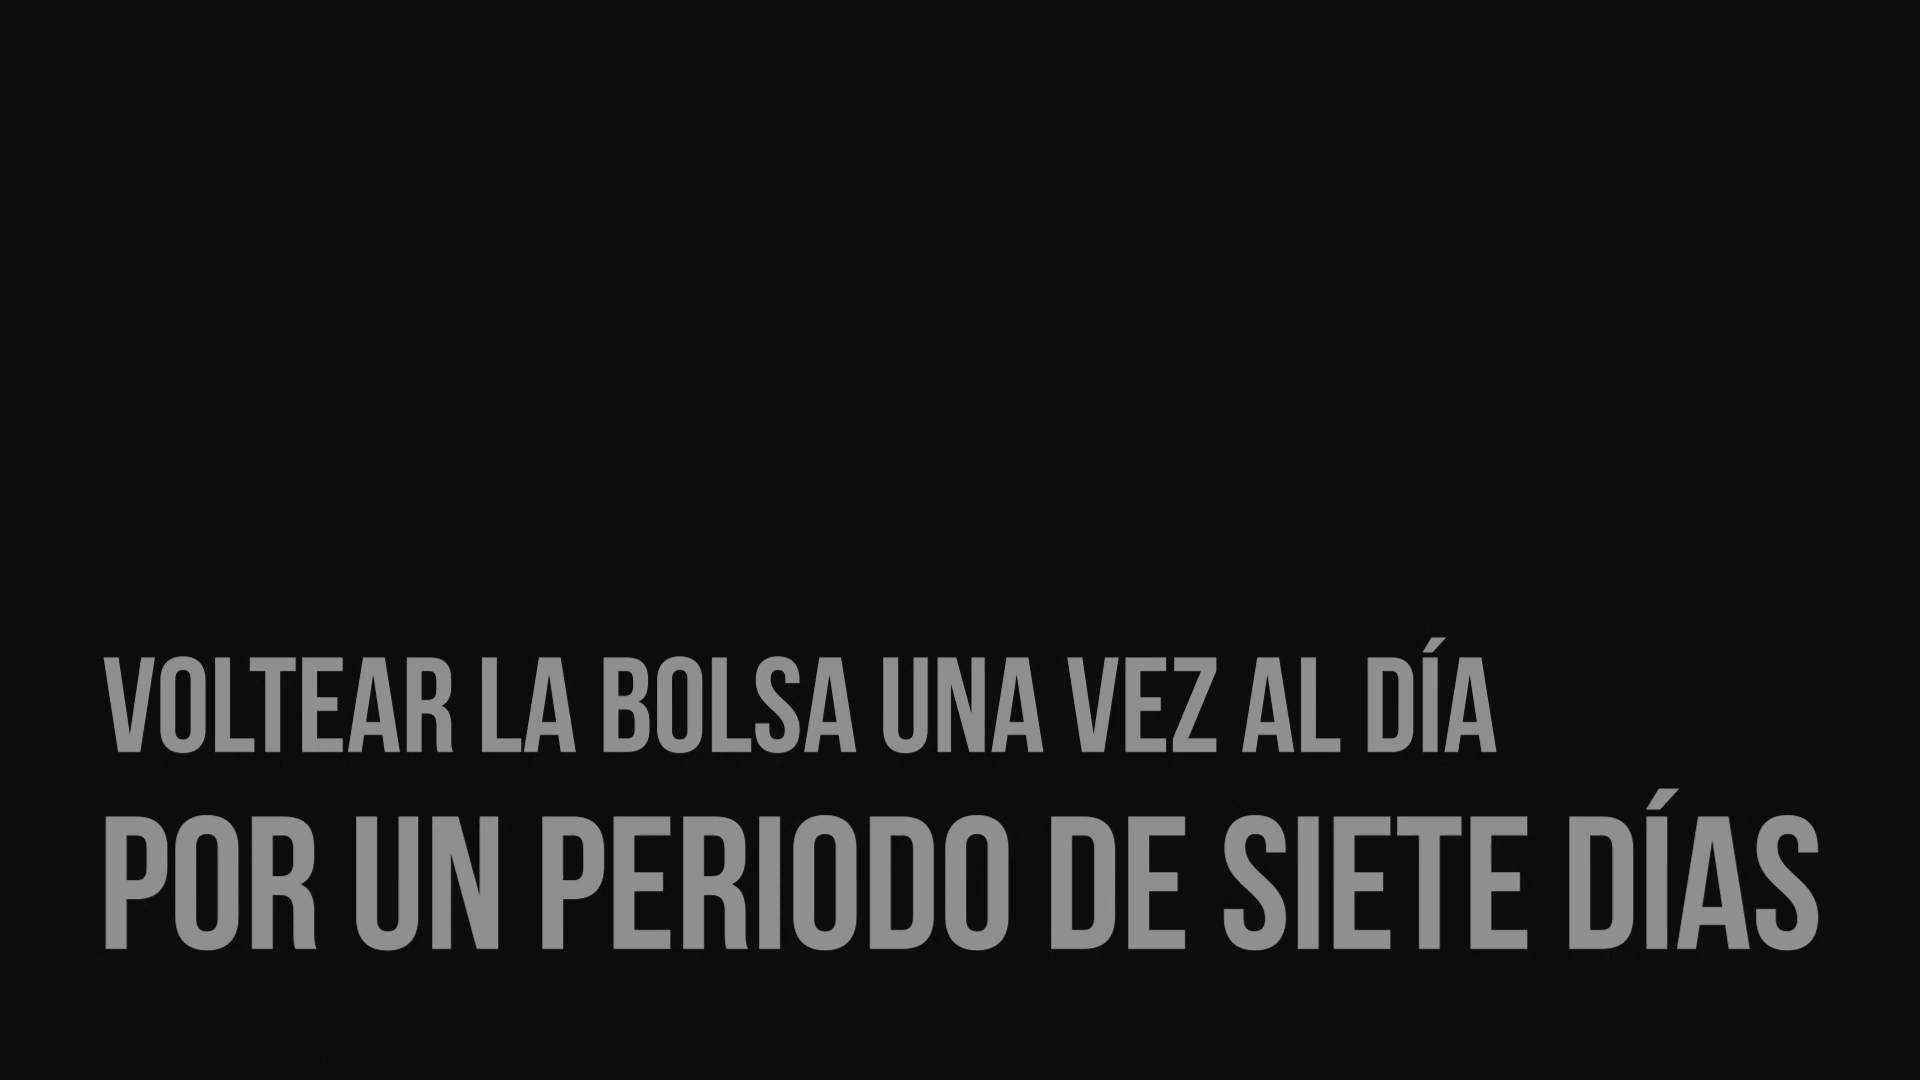 VOLTEAR LA BOLSA UNA VEZ AL DÍA
POR UN PERIODO DE SIETE DÍAS